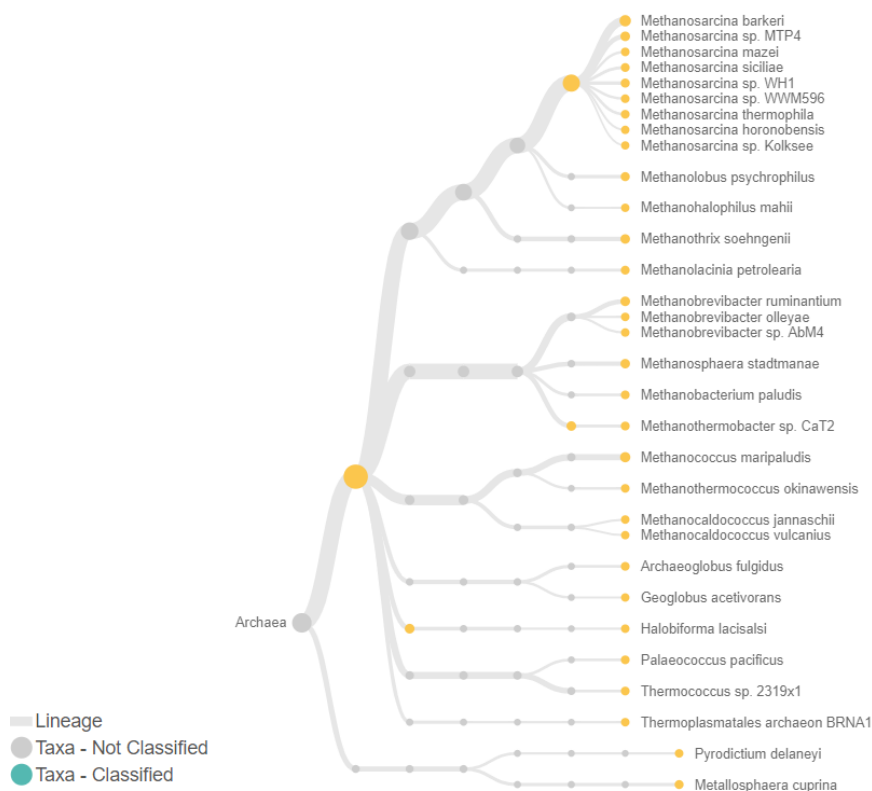 Methanosarcina barkeri
Methanosarcina sp. MTP4
Methanosarcina mazei
Methanosarcina siciliae
Methanosarcina sp. WH1
Methanosarcina sp. WWM596
Methanosarcina thermophila
Methanosarcina horonobensis
Methanosarcina sp. Kolksee
Methanolobus psychrophilus
Methanohalophilus mahii
Methanothrix soehngenii
Methanolacinia petrolearia
Methanobrevibacter ruminantium
Methanobrevibacter olleyae
Methanobrevibacter sp. AbM4
Methanosphaera stadtmanae
Methanobacterium paludis
Methanothermobacter sp. CaT2
Methanococcus maripaludis
Methanothermococcus okinawensis
Methanocaldococcus jannaschii
Methanocaldococcus vulcanius
Archaeoglobus fulgidus
Geoglobus acetivorans
Archaea
Halobiforma lacisalsi
Palaeococcus pacificus
Thermococcus sp. 2319x1
Thermoplasmatales archaeon BRNA1
Pyrodictium delaneyi
Metallosphaera cuprina
Lineage
Taxa - Not Classified
Taxa - Classified